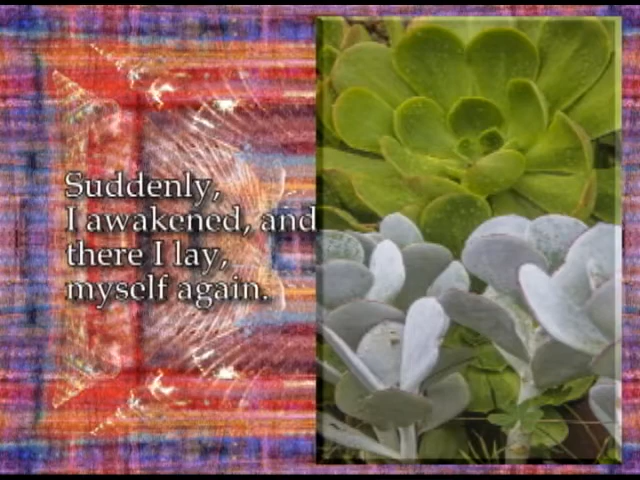 Suddenly,
I awakened, and
there I lay,
myself again.